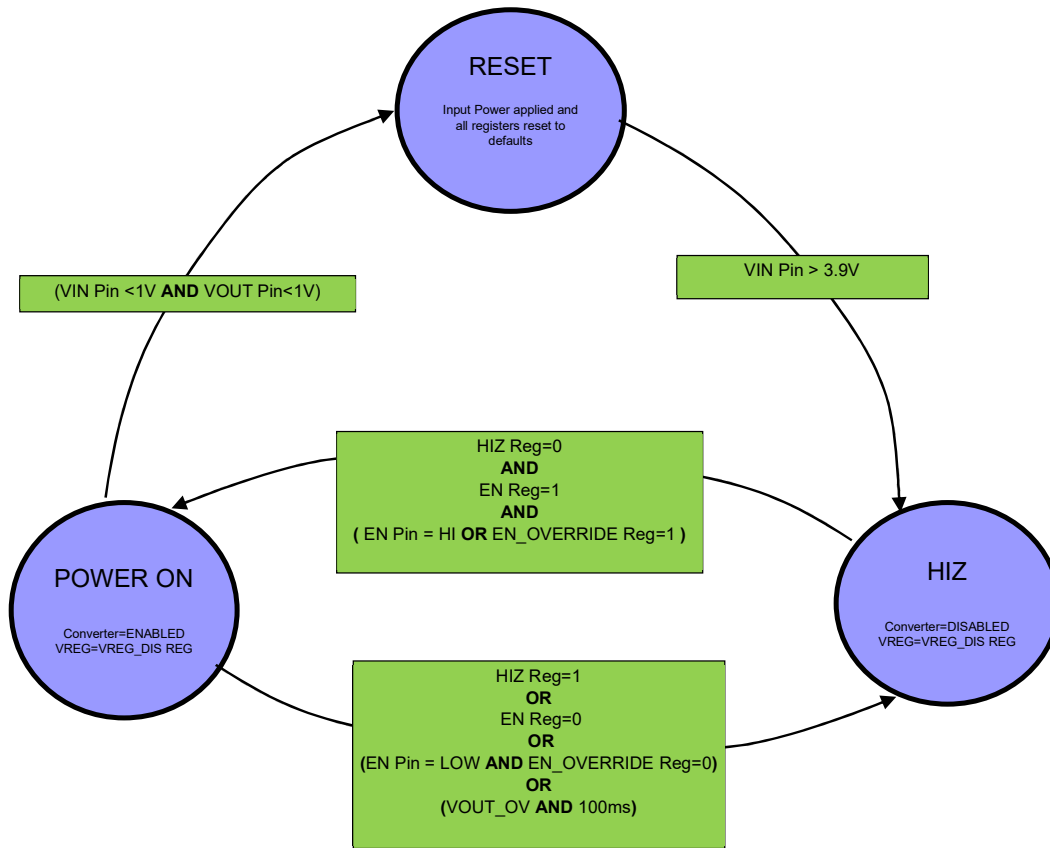 RESET
Input Power applied and
all registers reset to
defaults
(VIN Pin <1V AND VOUT Pin<1V)
VIN Pin > 3.9V
HIZ Reg=0
AND
EN Reg=1
AND
( EN Pin = HI OR EN_OVERRIDE Reg=1 )
POWER ON
Converter=ENABLED
VREG=VREG_DIS REG
HIZ
Converter=DISABLED
VREG=VREG_DIS REG
HIZ Reg=1
OR
EN Reg=0
OR
(EN Pin = LOW AND EN_OVERRIDE Reg=0)
OR
(VOUT_OV AND 100ms)